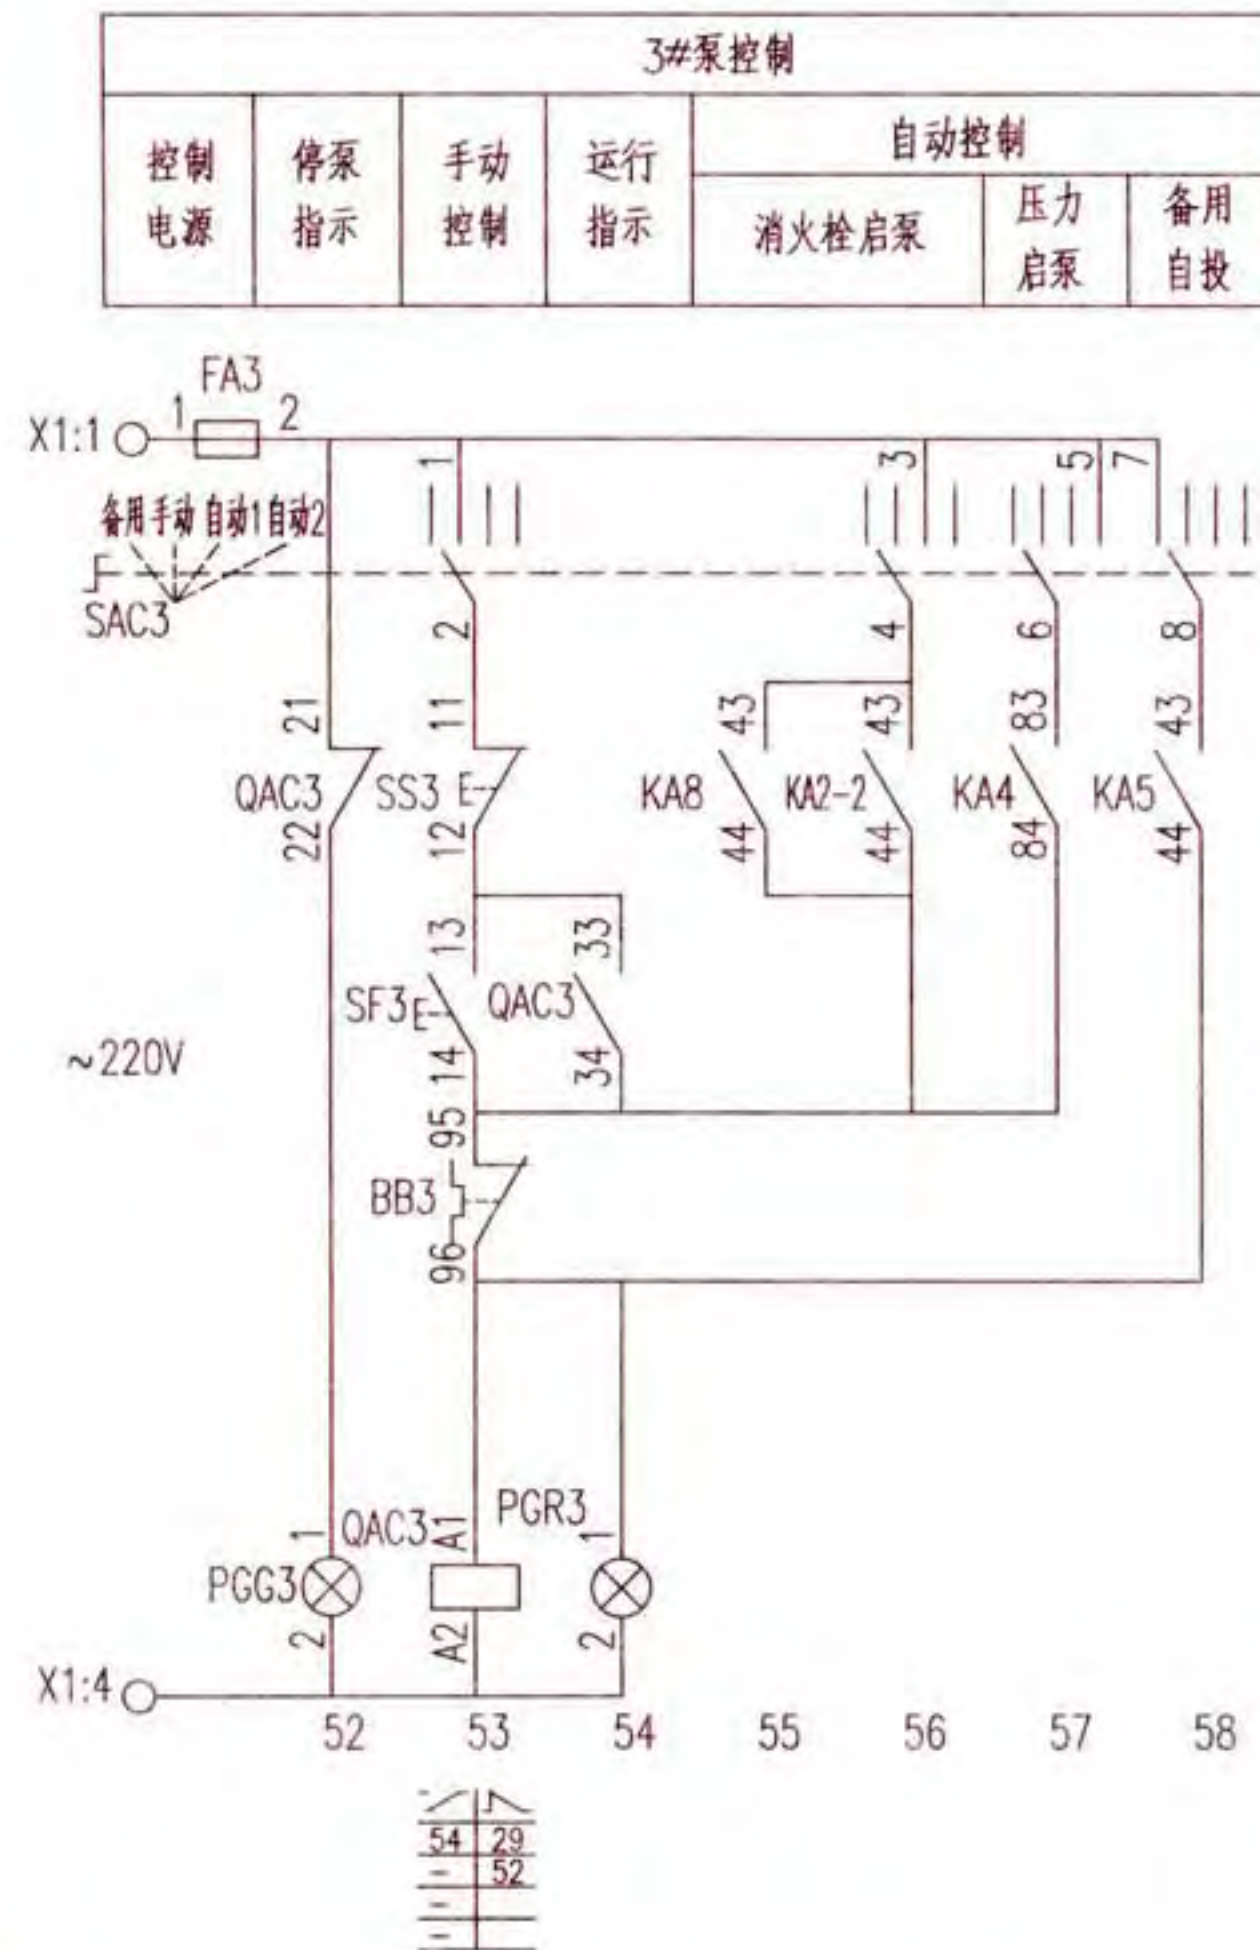 3#泵控制
控制
电源
停泵
指示
手动
控制
运行
指示
自动控制
消火栓启泵
压力
启泵
备用
自投
FA3
X1:1 1 2
1 3 5 7
备用 手动 自动1 自动2
SAC3
2 4 6 8
21 11 43 43 83 43
QAC3 SS3 KA8 KA2-2 KA4 KA5
22 12 44 44 84 44
13 33
SF3 QAC3
14 34
~220V
95
BB3
96
QAC3 A1 PGR3
1 1
PGG3
2 A2 2
X1:4
52 53 54 55 56 57 58
54 29
- 52
-
-